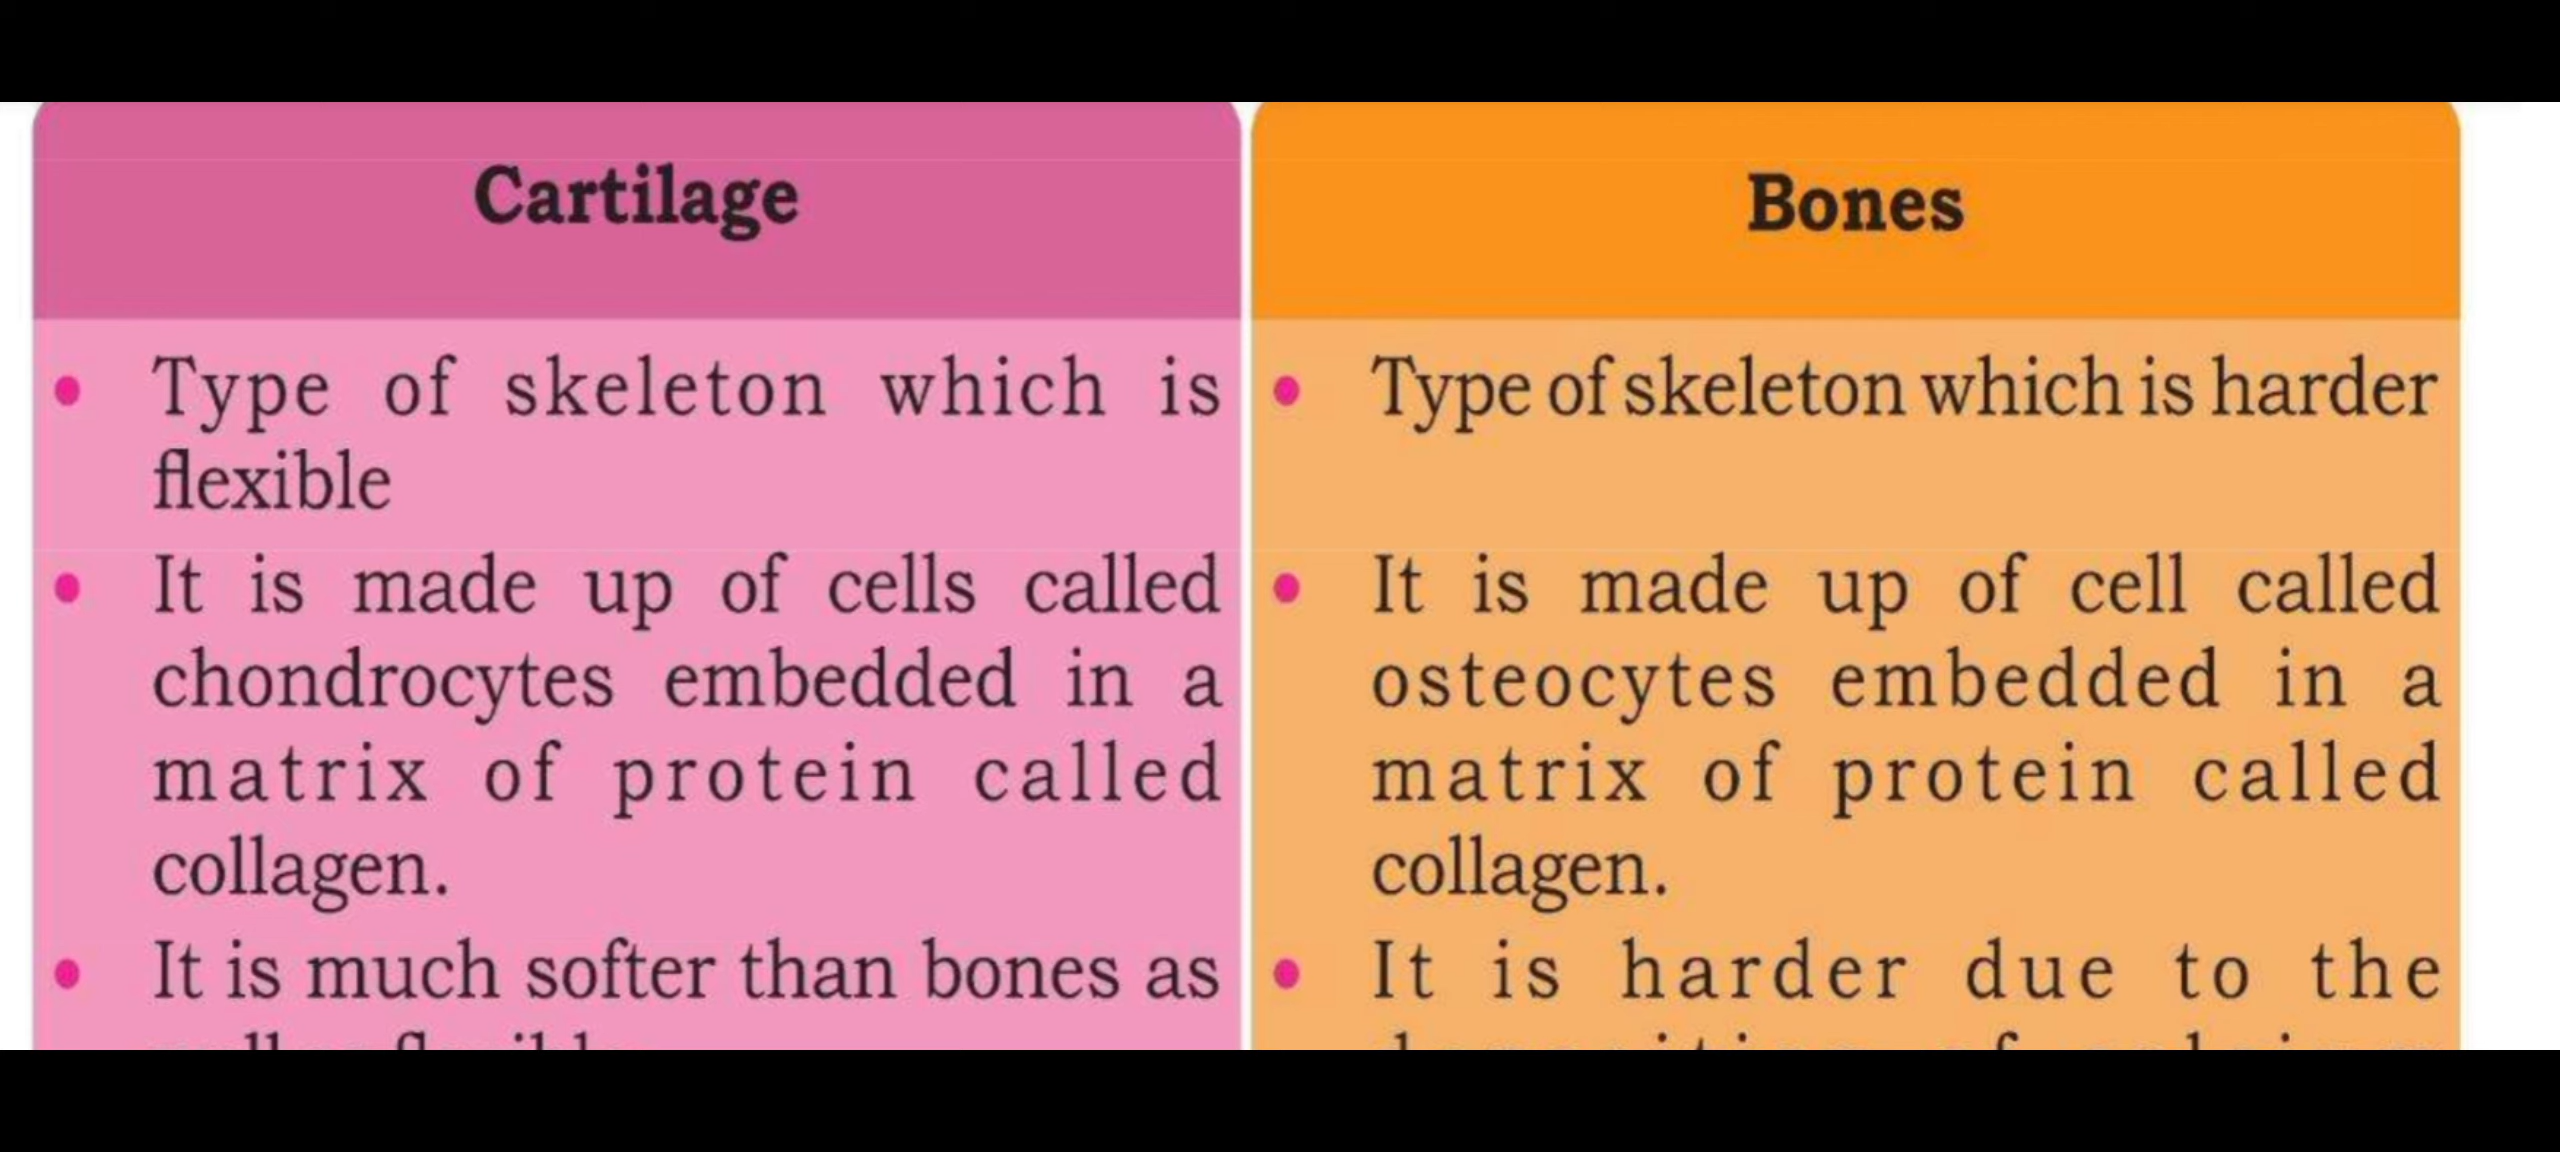 Cartilage
Type of skeleton which is
flexible
It is made up of cells called
chondrocytes embedded in a
matrix of protein called
collagen.
It is much softer than bones as
Bones
Type of skeleton which is harder
It is made up of cell called
osteocytes embedded in a
matrix of protein called
collagen.
It is harder due to the